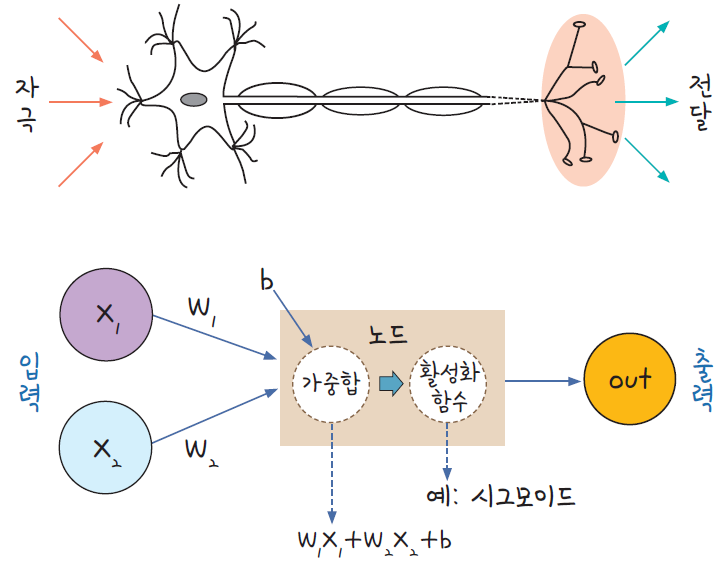 자극
전달
b
W₁
노드
X₁
입력
가중합
활성화
함수
out
출력
X₂
W₂
예: 시그모이드
W₁X₁+W₂X₂+b